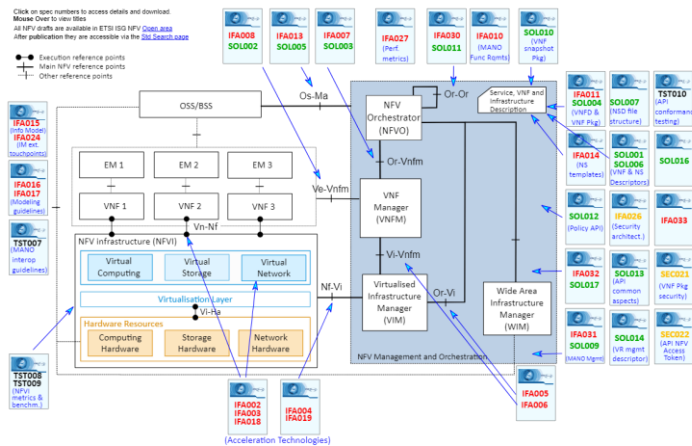 Click on spec numbers to access details and download.
Mouse Over to view titles
All NFV drafts are available in ETSI ISG NFV Open area
After publication they are accessible via the Std Search page
Execution reference points
Main NFV reference points
Other reference points
IFA008
SOL002
IFA013
SOL005
IFA007
SOL003
IFA027
(Perf.
metrics)
IFA030
SOL011
IFA010
(MANO
Func Rqmts)
SOL010
(VNF
snapshot
Pkg)
OSS/BSS
Os-Ma
NFV
Orchestrator
(NFVO)
Or-Or
Service, VNF and
Infrastructure
Description
IFA011
SOL004
(VNFD &
VNF Pkg)
SOL007
(NSD file
structure)
TST010
(API
conformance
testing)
IFA015
(Info Model)
IFA024
(IM ext.
touchpoints)
IFA014
(NS
templates)
SOL001
SOL006
(VNF & NS
Descriptors)
SOL016
EM 1
EM 2
EM 3
Or-Vnfm
IFA016
IFA017
(Modeling
guidelines)
VNF 1
VNF 2
VNF 3
Ve-Vnfm
VNF
Manager
(VNFM)
SOL012
(Policy API)
IFA026
(Security
architect.)
IFA033
Vn-Nf
TST007
(MANO
interop
guidelines)
NFV infrastructure (NFVI)
Virtual
Computing
Virtual
Storage
Virtual
Network
Vi-Vnfm
IFA032
SOL017
SOL013
(API
common
aspects)
SEC021
(VNF Pkg
security)
Virtualisation Layer
Nf-Vi
Virtualised
Infrastructure
Manager
(VIM)
Or-Vi
Wide Area
Infrastructure
Manager
(WIM)
Vi-Ha
Hardware Resources
Computing
Hardware
Storage
Hardware
Network
Hardware
NFV Management and Orchestration
IFA031
SOL009
(MANO Mgmt)
SOL014
(VR mgmt
descriptor)
SEC022
(API NFV
Access
Token)
TST008
TST009
(NFVI
metrics &
benchm.)
IFA002
IFA003
IFA018
IFA004
IFA019
(Acceleration Technologies)
IFA005
IFA006